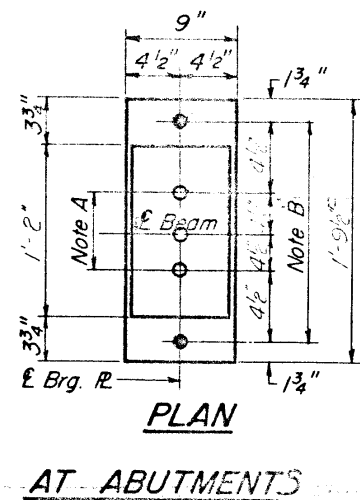 9"
4½" 4½"
1¾"
3¾"
4½"
1'-2"
Note A
℄ Beam
4½"
Note B
1'-9½"
4½"
3¾"
℄ Brg. ℞
1¾"
PLAN
AT ABUTMENTS